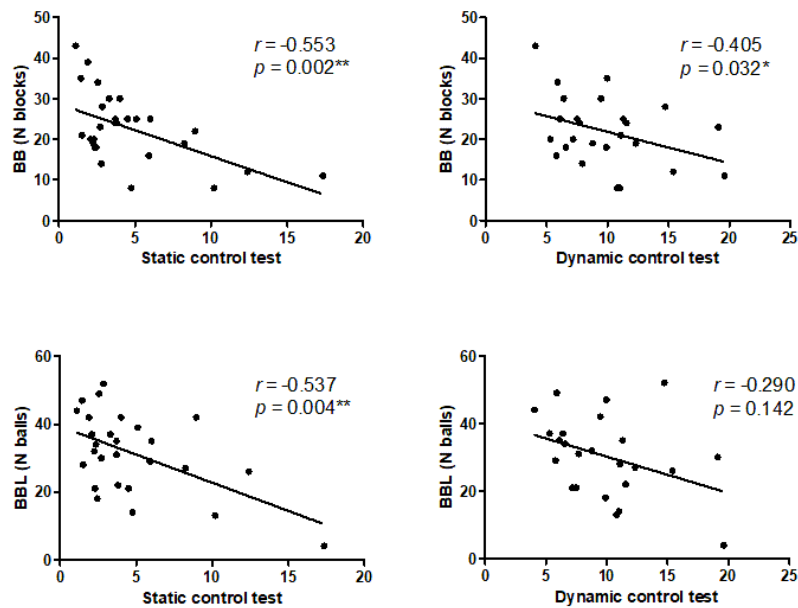 BB (N blocks)
50
40
30
20
10
0
r = -0.553
p = 0.002**
0 5 10 15 20
Static control test
BB (N blocks)
50
40
30
20
10
0
r = -0.405
p = 0.032*
0 5 10 15 20 25
Dynamic control test
BBL (N balls)
60
40
20
0
r = -0.537
p = 0.004**
0 5 10 15 20
Static control test
BBL (N balls)
60
40
20
0
r = -0.290
p = 0.142
0 5 10 15 20 25
Dynamic control test